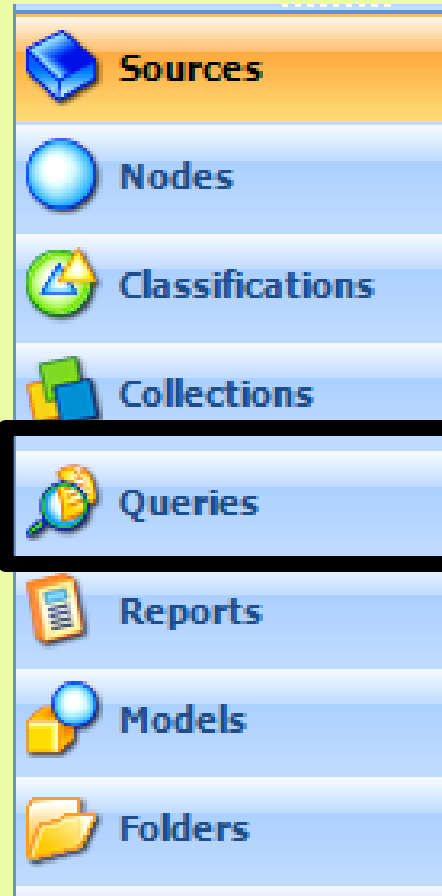 Sources
Nodes
Classifications
Collections
Queries
Reports
Models
Folders